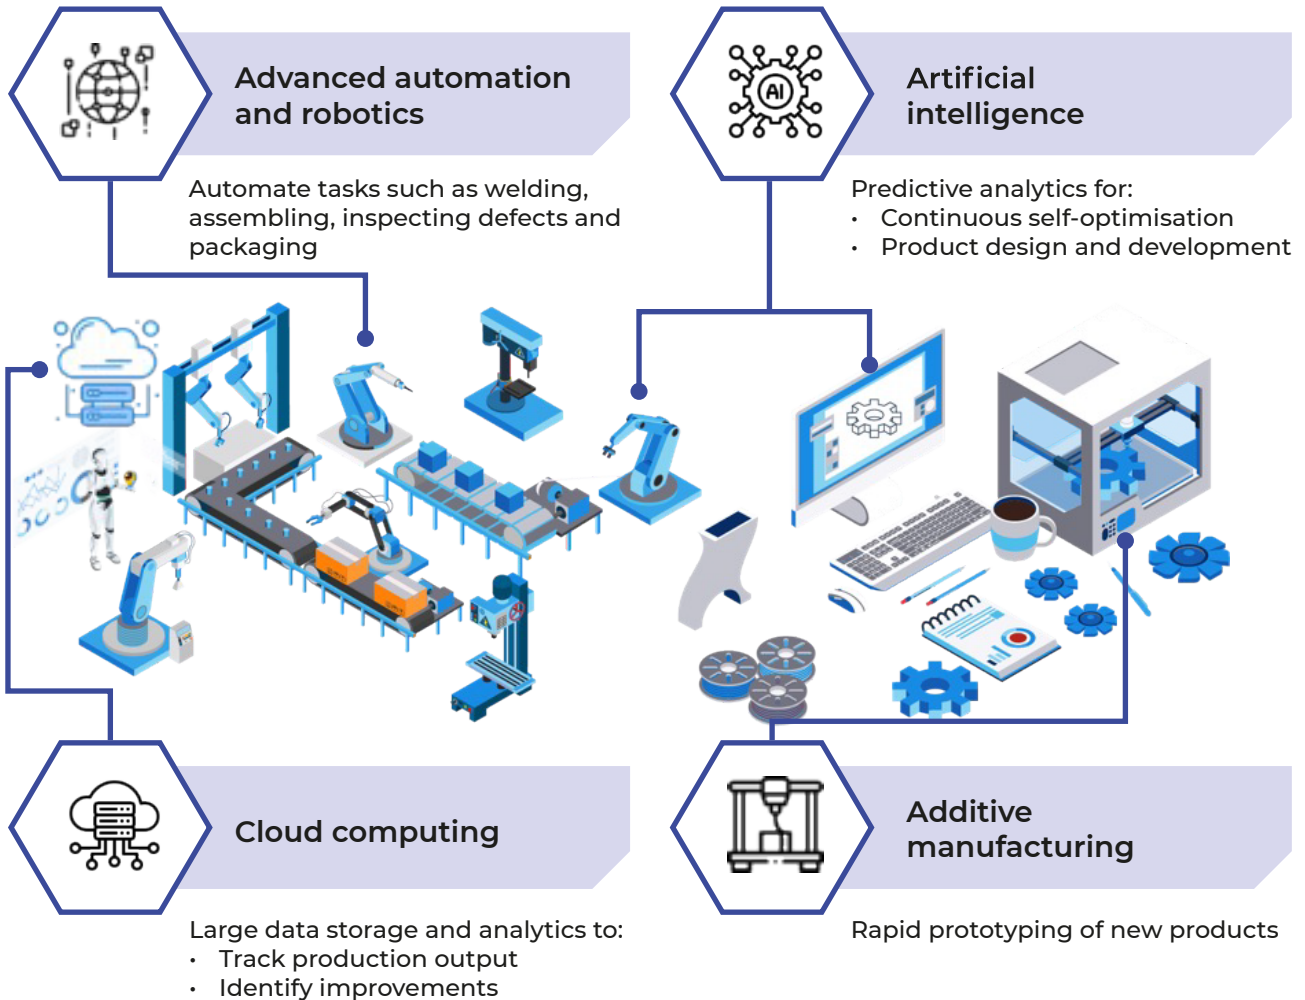 Advanced automation
and robotics
Automate tasks such as welding,
assembling, inspecting defects and
packaging
AI
Artificial
intelligence
Predictive analytics for:
• Continuous self-optimisation
• Product design and development
Cloud computing
Large data storage and analytics to:
• Track production output
• Identify improvements
Additive
manufacturing
Rapid prototyping of new products